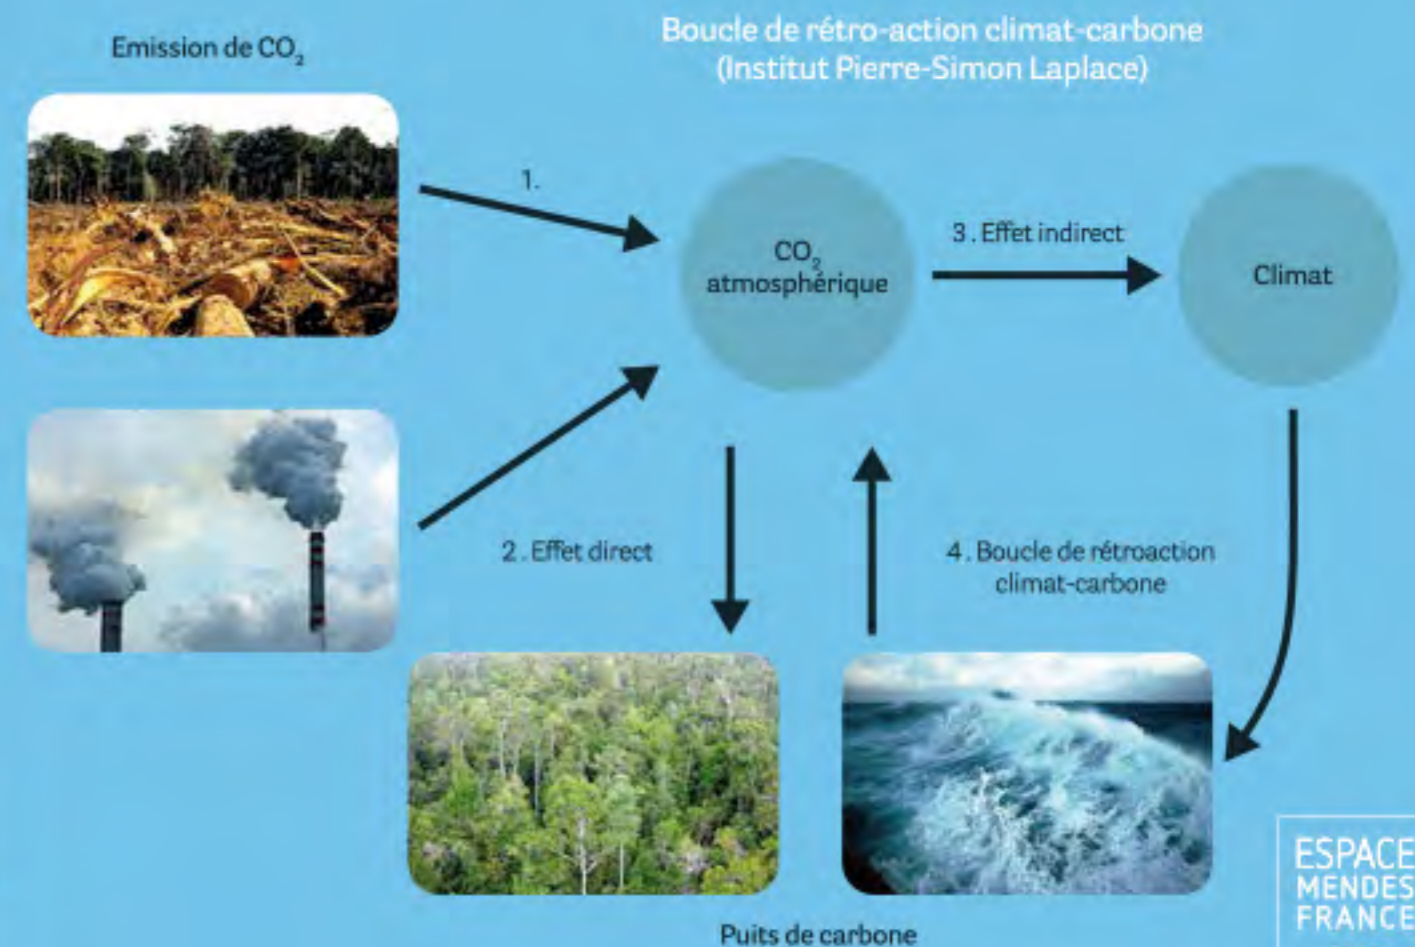 Emission de CO₂
Boucle de rétro-action climat-carbone
(Institut Pierre-Simon Laplace)
1.
CO₂
atmosphérique
3. Effet indirect
Climat
2. Effet direct
4. Boucle de rétroaction
climat-carbone
Puits de carbone
ESPACE
MENDES
FRANCE